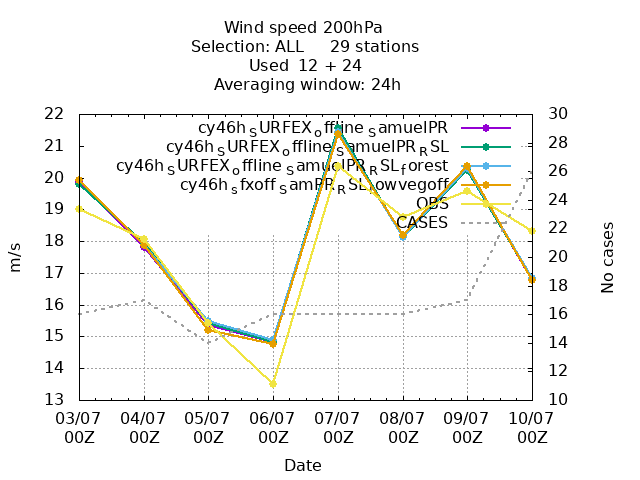 Wind speed 200hPa
Selection: ALL 29 stations
Used 12 + 24
Averaging window: 24h
22 30
21 28
20 26
19 24
18 22
17 20
16 18
15 16
14 14
13 12
10
m/s
No cases
cy46h_SURFEX_offline_samuelPR
cy46h_SURFEX_offline_samuelPR_RSL
cy46h_SURFEX_offline_samuelPR_RSL_forest
OBS
CASES
03/07 04/07 05/07 06/07 07/07 08/07 09/07 10/07
00Z 00Z 00Z 00Z 00Z 00Z 00Z 00Z
Date